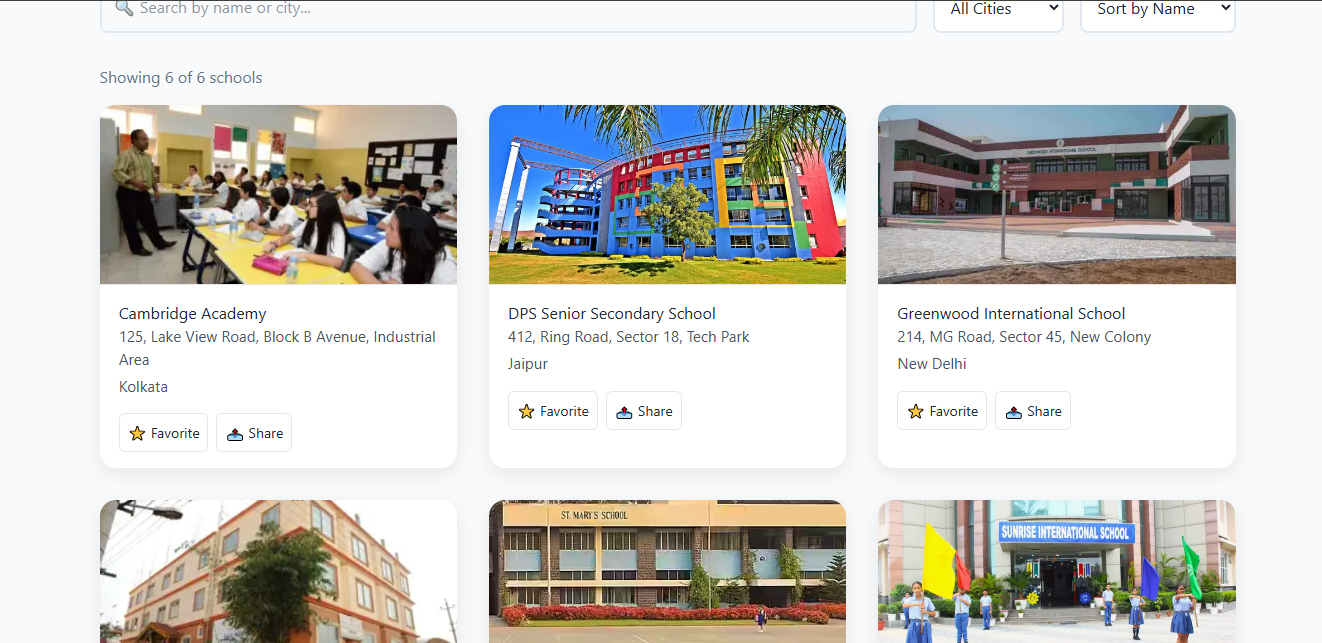 Search by name or city...
All Cities
Sort by Name
Showing 6 of 6 schools
GREENWOOD INTERNATIONAL SCHOOL
Cambridge Academy
125, Lake View Road, Block B Avenue, Industrial
Area
Kolkata
Favorite
Share
DPS Senior Secondary School
412, Ring Road, Sector 18, Tech Park
Jaipur
Favorite
Share
Greenwood International School
214, MG Road, Sector 45, New Colony
New Delhi
Favorite
Share
ST. MARY'S SCHOOL
SUNRISE INTERNATIONAL SCHOOL